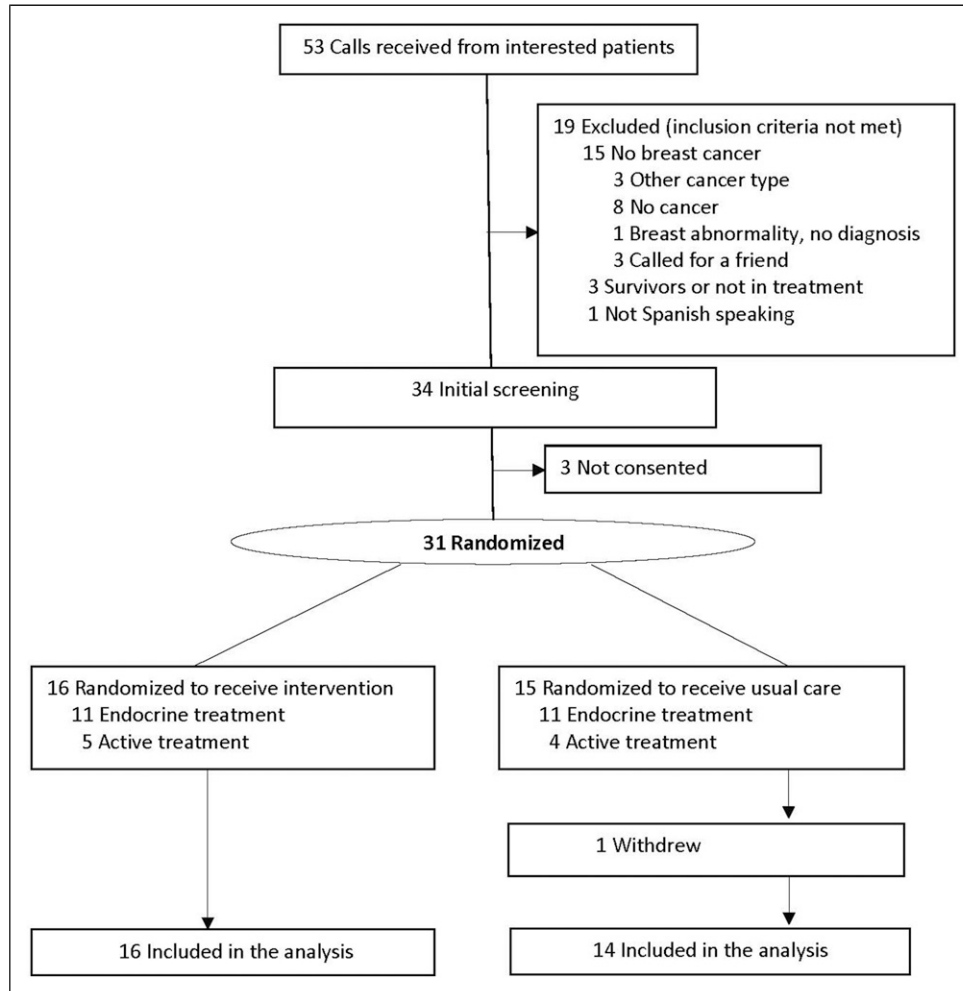 53 Calls received from interested patients
19 Excluded (inclusion criteria not met)
15 No breast cancer
3 Other cancer type
8 No cancer
1 Breast abnormality, no diagnosis
3 Called for a friend
3 Survivors or not in treatment
1 Not Spanish speaking
34 Initial screening
3 Not consented
31 Randomized
16 Randomized to receive intervention
11 Endocrine treatment
5 Active treatment
15 Randomized to receive usual care
11 Endocrine treatment
4 Active treatment
1 Withdrew
16 Included in the analysis
14 Included in the analysis